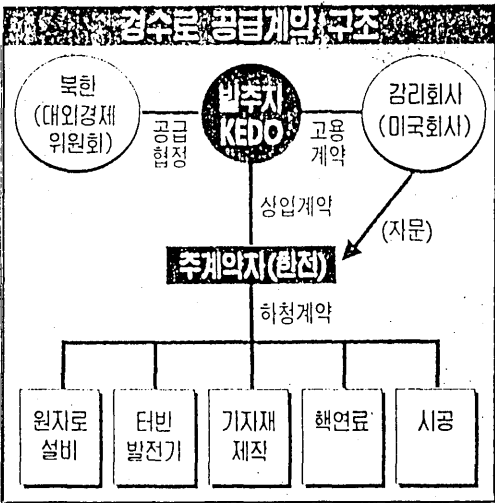 경수로 공급계약 구조
북한
(대외경제
위원회)
발주자
KEDO
감리회사
(미국회사)
공급
협정
고용
계약
상입계약
(자문)
주계약자(한전)
하청계약
원자로
설비
터빈
발전기
기자재
제작
핵연료
시공